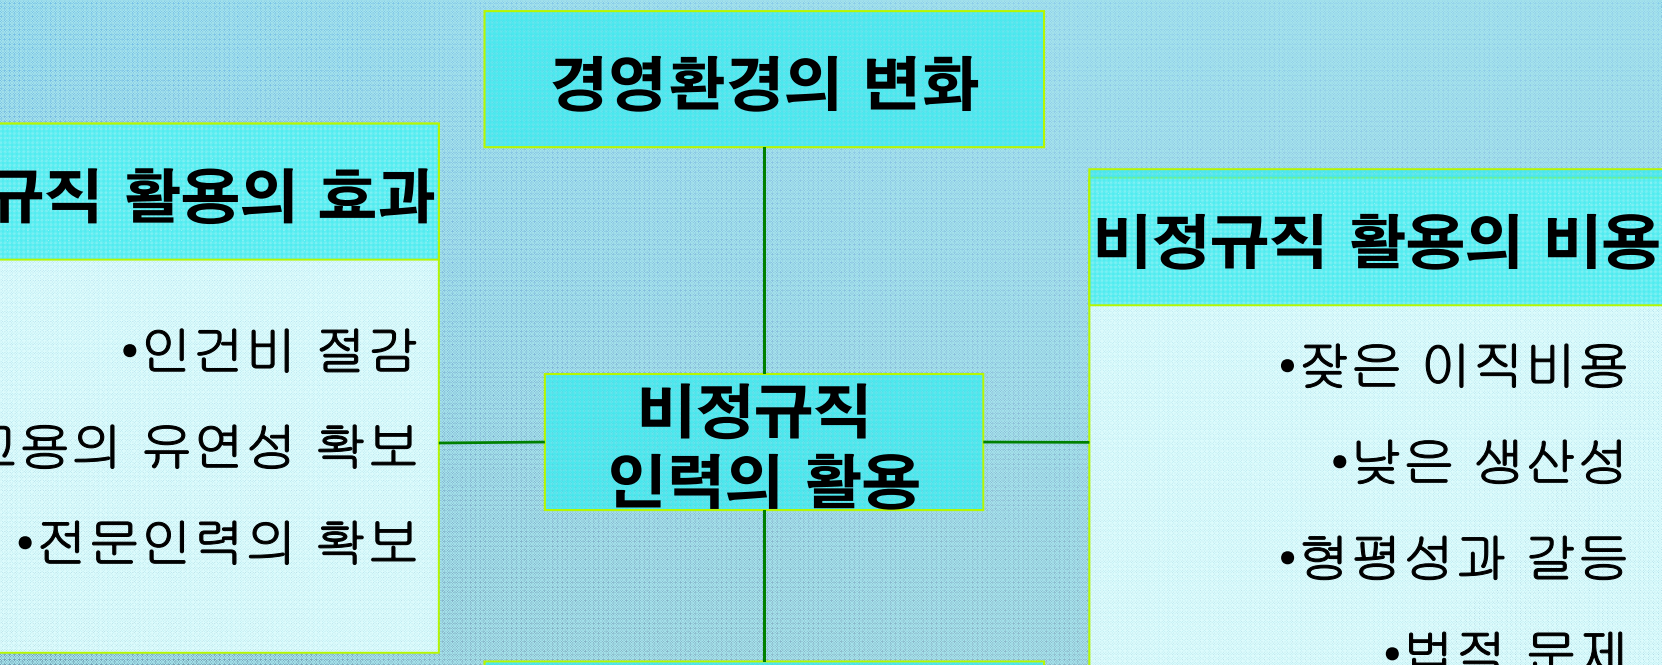 경영환경의 변화
규직 활용의 효과
•인건비 절감
고용의 유연성 확보
•전문인력의 확보
비정규직
인력의 활용
비정규직 활용의 비용
•잦은 이직비용
•낮은 생산성
•형평성과 갈등
•법적 문제